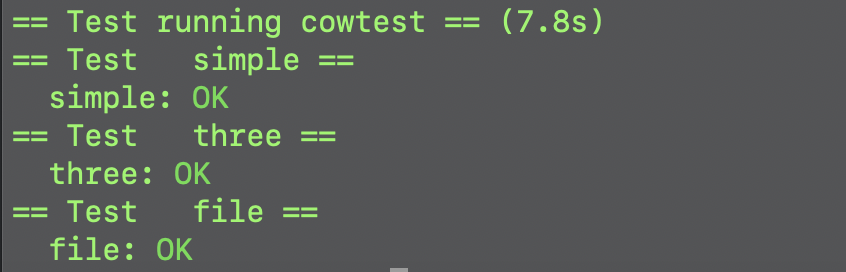 == Test running cowtest == (7.8s)
== Test   simple ==
  simple: OK
== Test   three ==
  three: OK
== Test   file ==
  file: OK